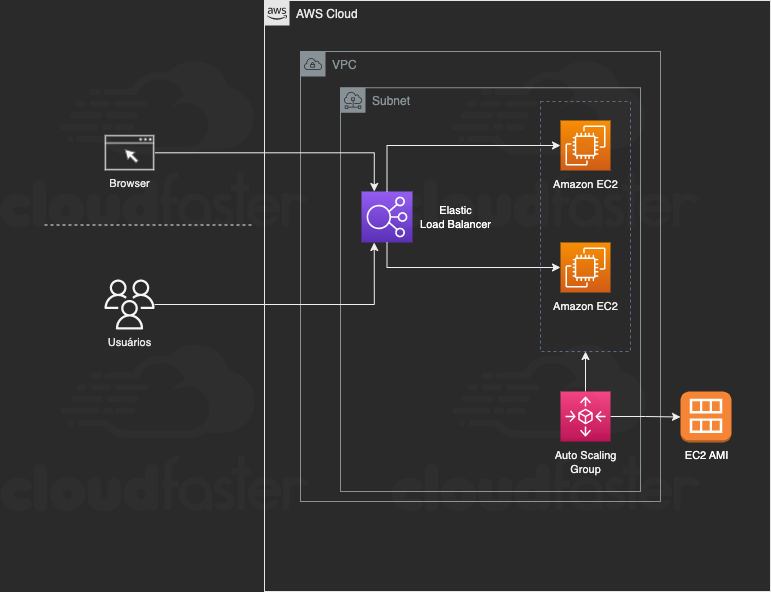 aws
AWS Cloud
VPC
Subnet
Browser
Amazon EC2
Elastic
Load Balancer
Amazon EC2
Usuários
Auto Scaling
Group
EC2 AMI
cloudfaster
cloudfaster
cloudfaster
cloudfaster